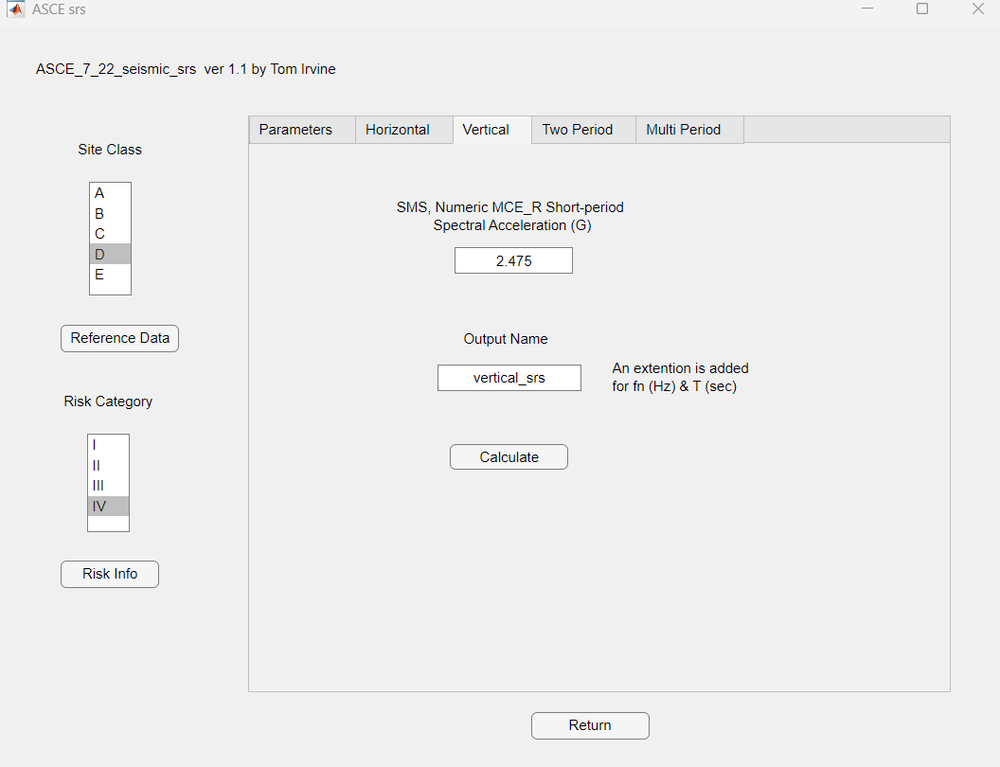 ASCE srs
ASCE_7_22_seismic_srs  ver 1.1 by Tom Irvine
Site Class
A
B
C
D
E
Reference Data
Risk Category
I
II
III
IV
Risk Info
Parameters
Horizontal
Vertical
Two Period
Multi Period
SMS, Numeric MCE_R Short-period
Spectral Acceleration (G)
2.475
Output Name
vertical_srs
An extention is added
for fn (Hz) & T (sec)
Calculate
Return